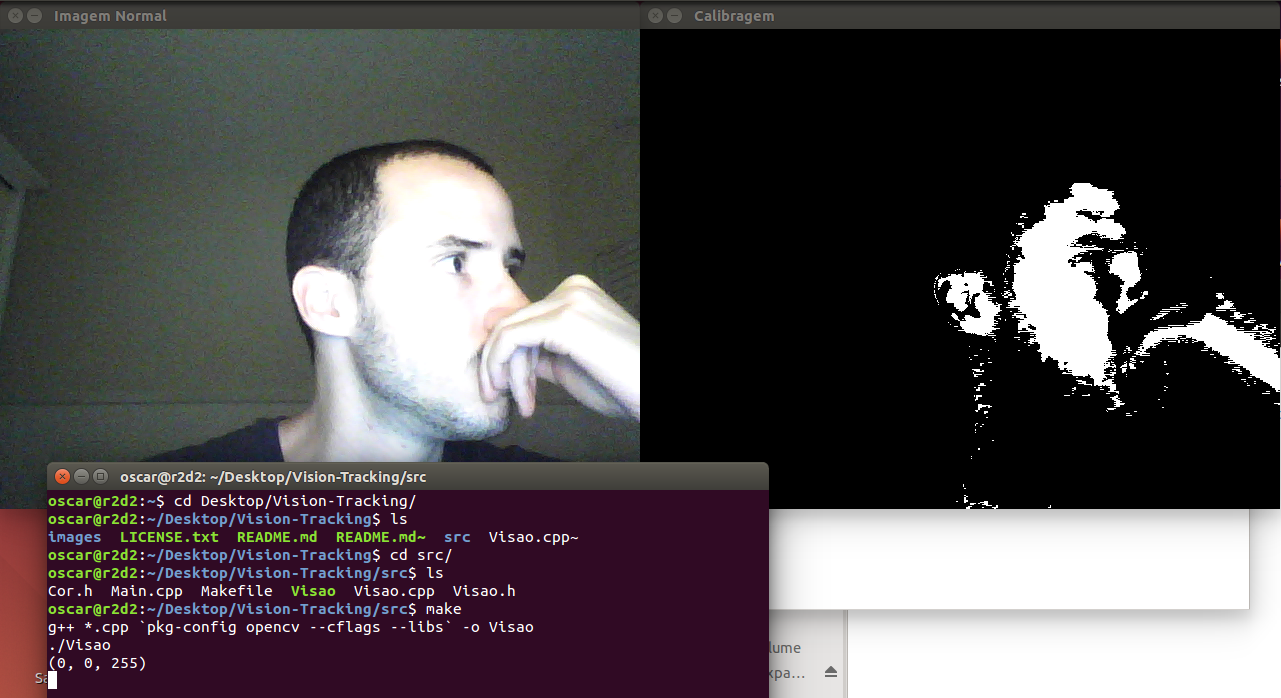 Imagem Normal
Calibragem
oscar@r2d2: ~/Desktop/Vision-Tracking/src
oscar@r2d2:~$ cd Desktop/Vision-Tracking/
oscar@r2d2:~/Desktop/Vision-Tracking$ ls
images LICENSE.txt README.md README.md~ src Visao.cpp~
oscar@r2d2:~/Desktop/Vision-Tracking$ cd src/
oscar@r2d2:~/Desktop/Vision-Tracking/src$ ls
Cor.h Main.cpp Makefile Visao Visao.cpp Visao.h
oscar@r2d2:~/Desktop/Vision-Tracking/src$ make
g++ *.cpp `pkg-config opencv --cflags --libs` -o Visao
./Visao
(0, 0, 255)
lume
xpa...